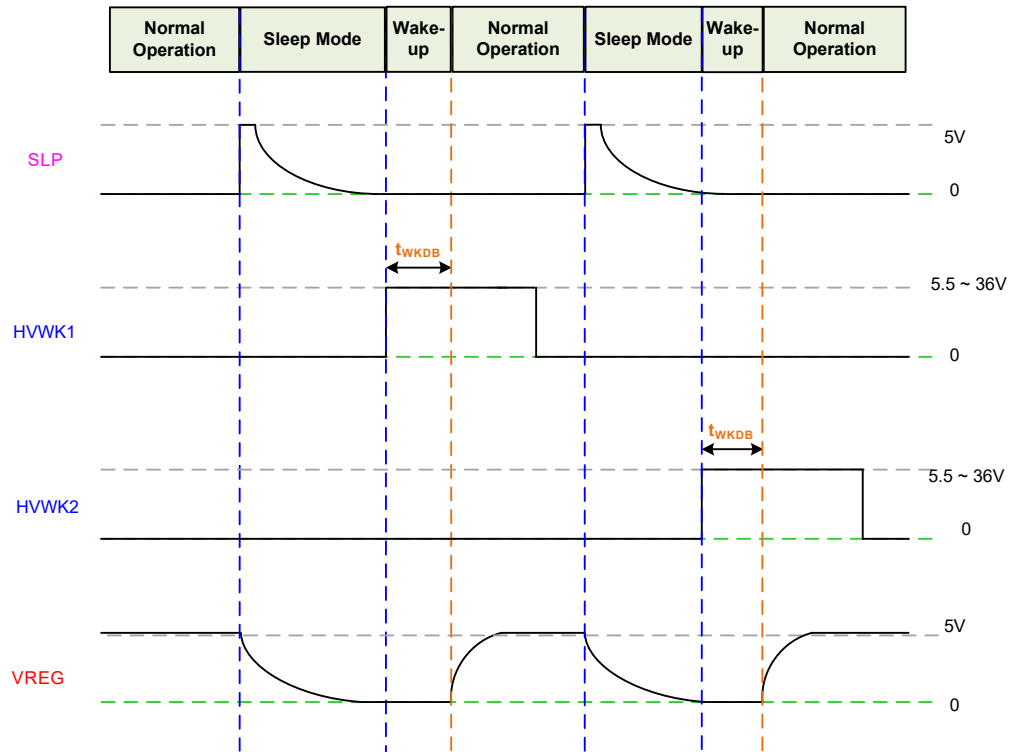 Normal Operation
Sleep Mode
Wake-up
Normal Operation
Sleep Mode
Wake-up
Normal Operation
SLP
5V
0
tWKDB
HVWK1
5.5 ~ 36V
0
tWKDB
HVWK2
5.5 ~ 36V
0
VREG
5V
0